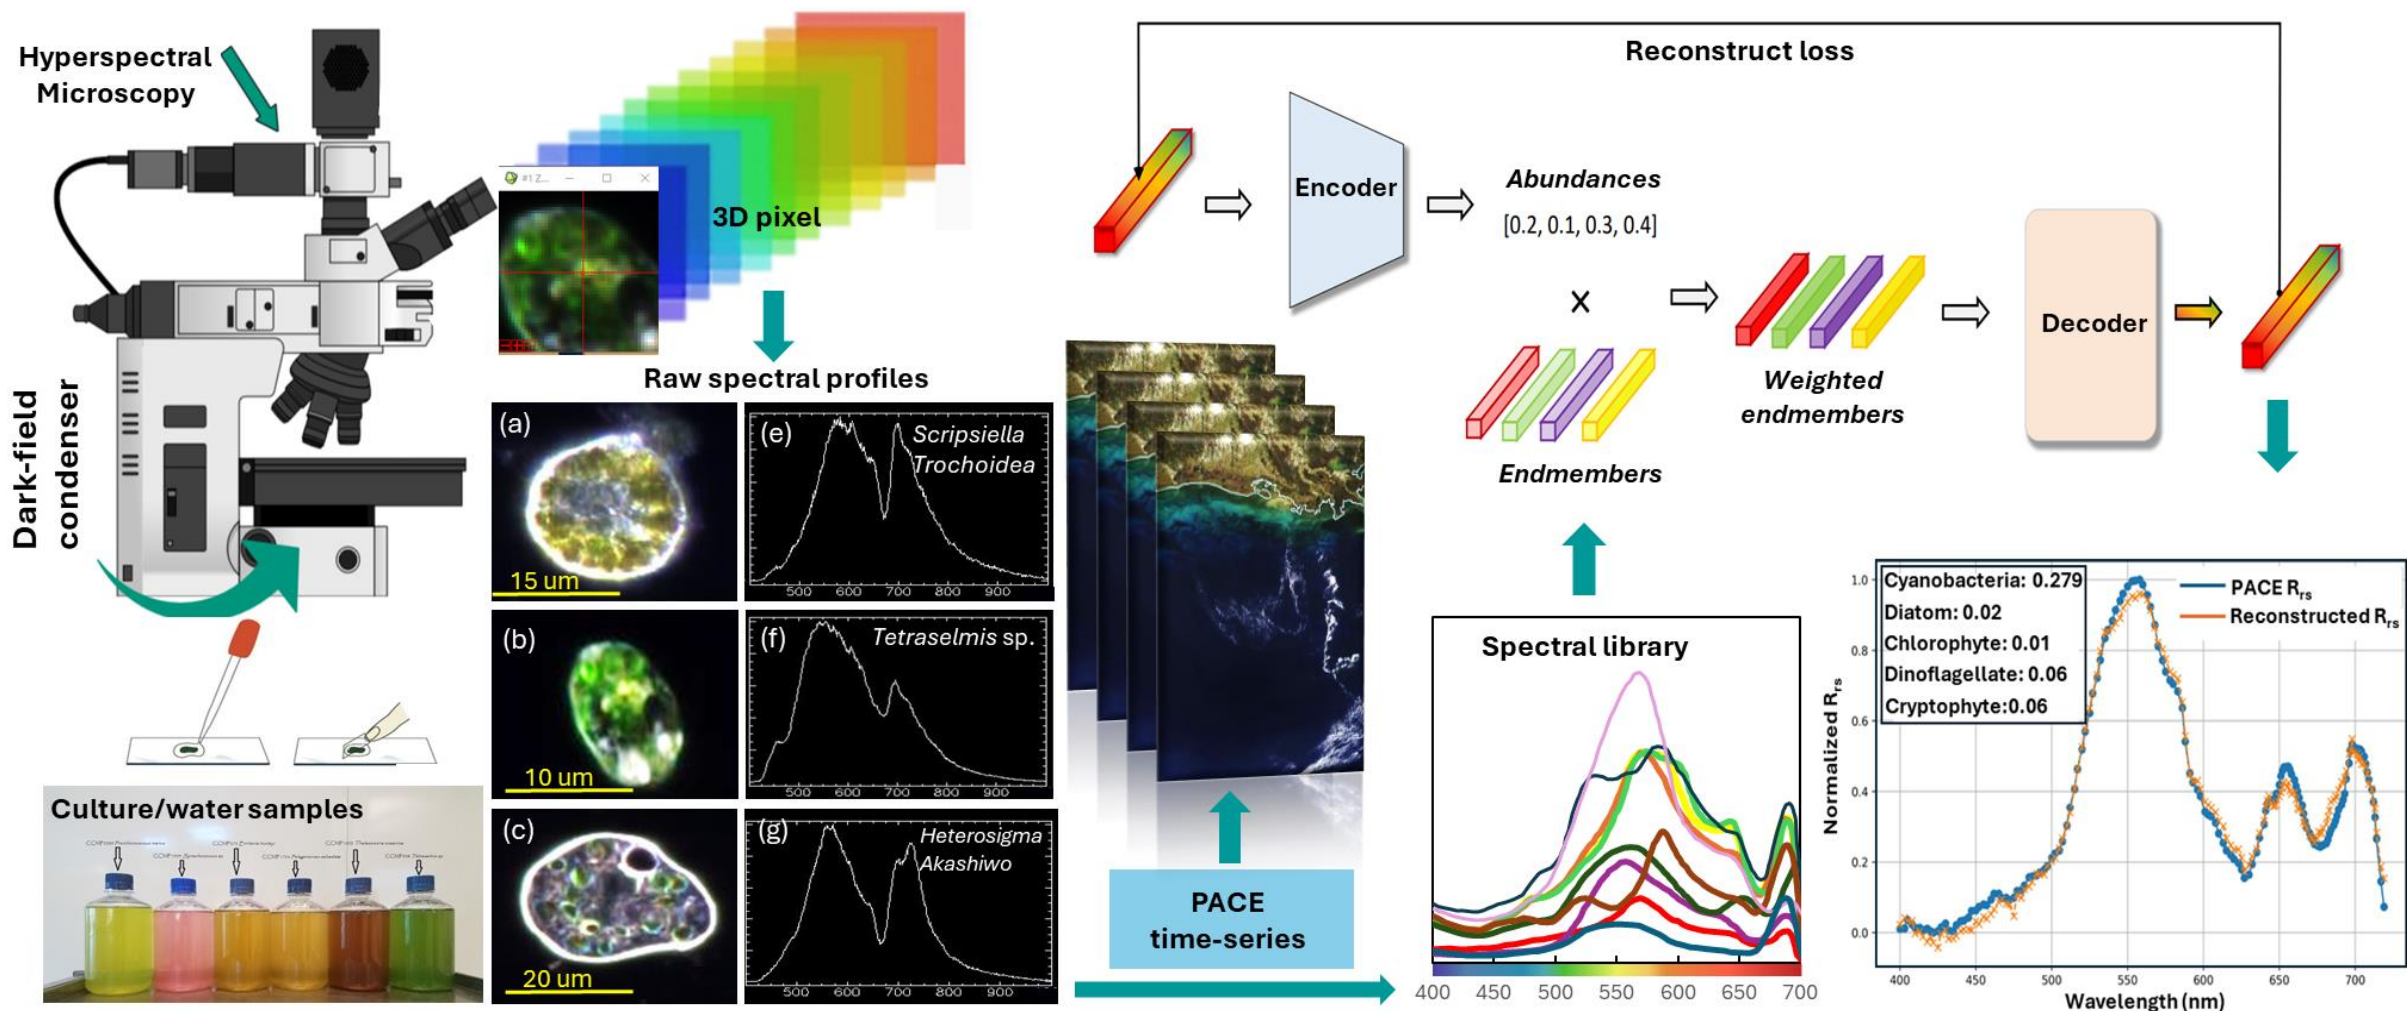 Hyperspectral
Microscopy
Dark-field
condenser
Culture/water samples
#1 Z...
3D pixel
Raw spectral profiles
(a)
15 um
(e)
Scripsiella
Trochoidea
500 600 700 800 900
(b)
10 um
(f)
Tetraselmis sp.
500 600 700 800 900
(c)
20 um
(g)
Heterosigma
Akashiwo
500 600 700 800 900
Reconstruct loss
Encoder
Abundances
[0.2, 0.1, 0.3, 0.4]
×
Endmembers
Weighted
endmembers
Decoder
PACE
time-series
Spectral library
400 450 500 550 600 650 700
Cyanobacteria: 0.279
Diatom: 0.02
Chlorophyte: 0.01
Dinoflagellate: 0.06
Cryptophyte:0.06
PACE Rrs
Reconstructed Rrs
Normalized Rrs
1.0
0.8
0.6
0.4
0.2
0.0
400 450 500 550 600 650 700
Wavelength (nm)